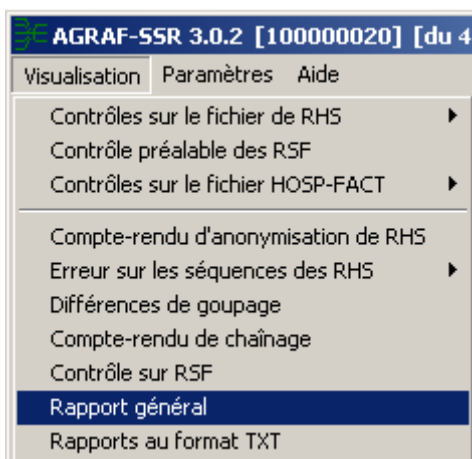 AGRAF-SSR 3.0.2 [100000020] [du 4
Visualisation Paramètres Aide
Contrôles sur le fichier de RHS
Contrôle préalable des RSF
Contrôles sur le fichier HOSP-FACT
Compte-rendu d'anonymisation de RHS
Erreur sur les séquences des RHS
Différences de goupage
Compte-rendu de chaînage
Contrôle sur RSF
Rapport général
Rapports au format TXT